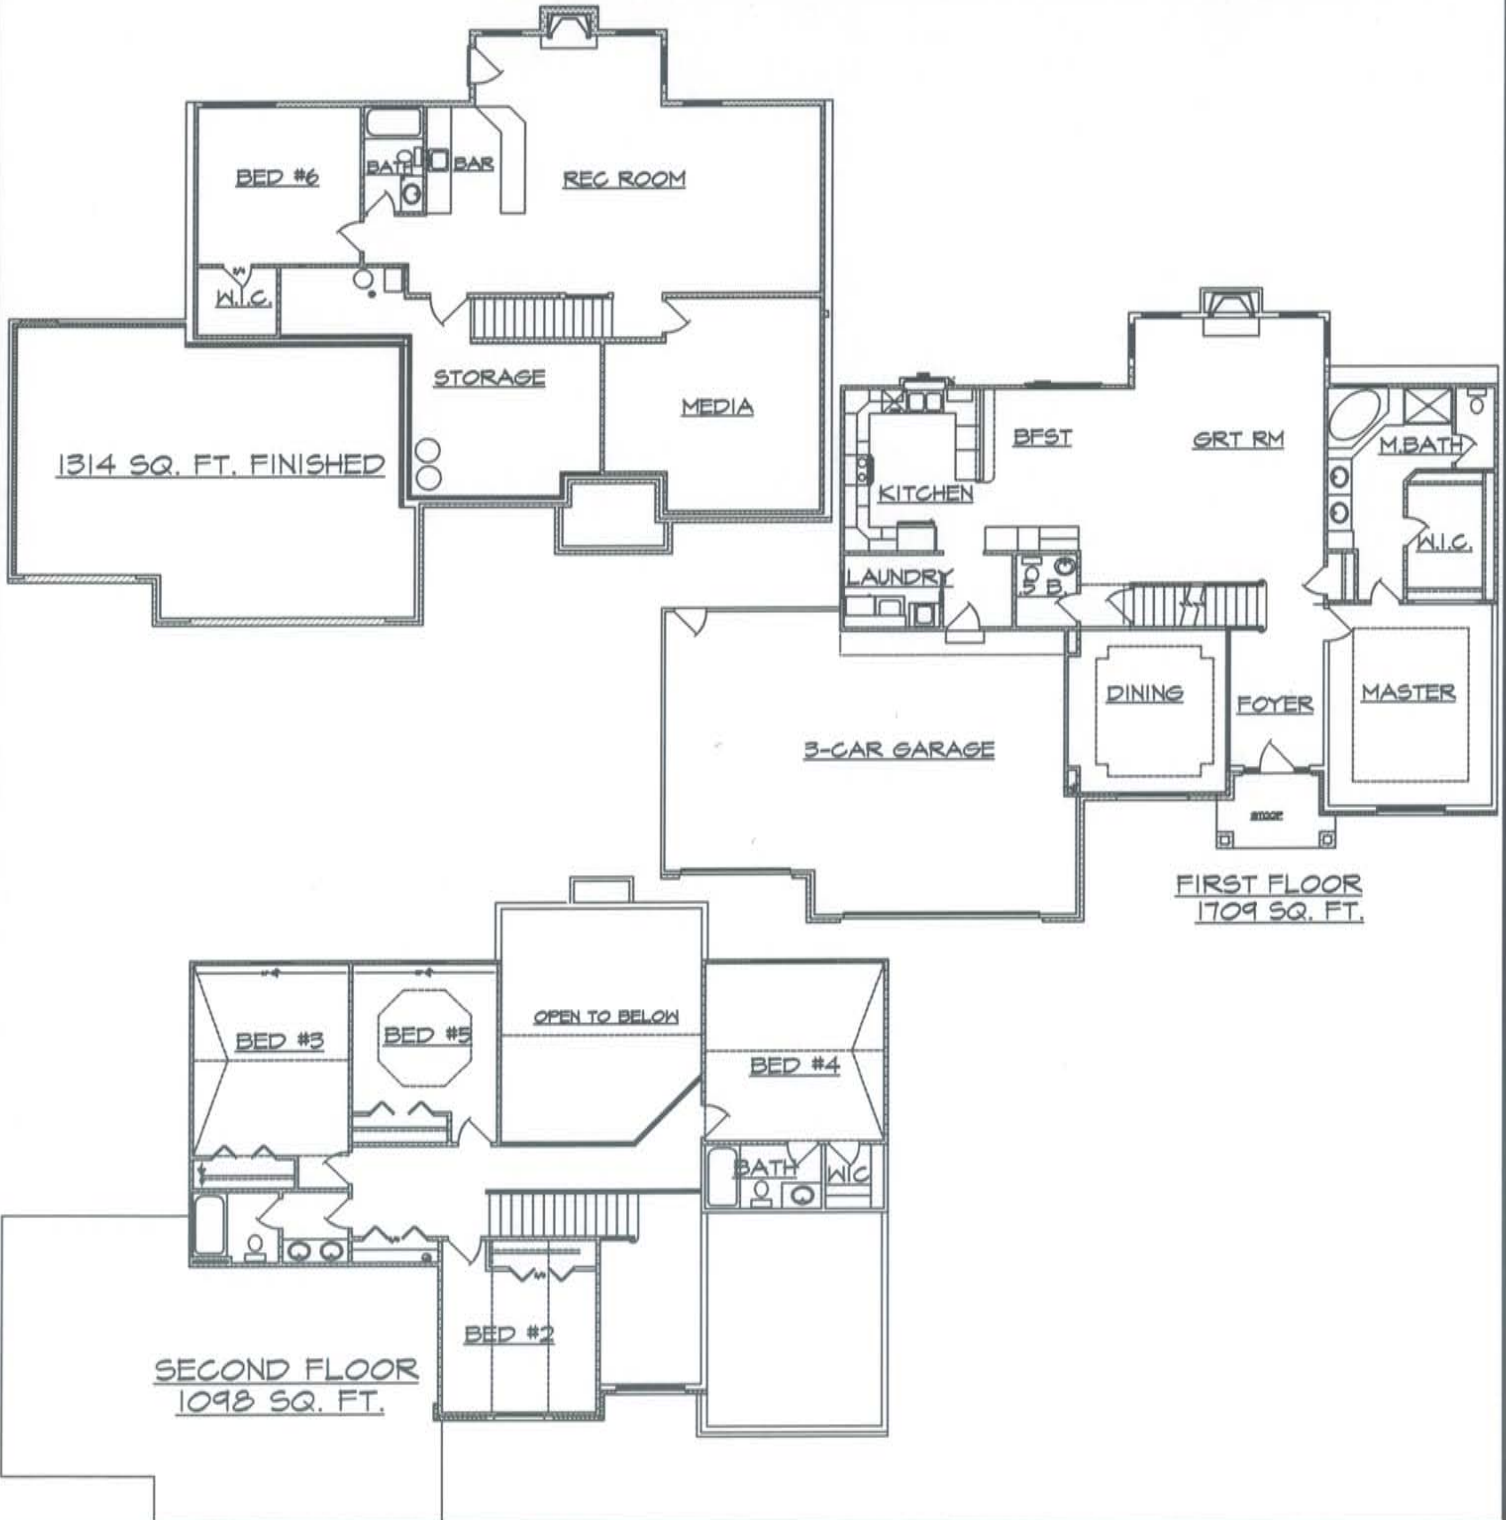 BED #6
BATH
BAR
REC ROOM
W.I.C.
STORAGE
MEDIA
1314 SQ. FT. FINISHED
BFST
GRT RM
M.BATH
KITCHEN
W.I.C.
LAUNDRY
.5 B.
DINING
FOYER
MASTER
3-CAR GARAGE
STOOP
FIRST FLOOR
1709 SQ. FT.
OPEN TO BELOW
BED #3
BED #5
BED #4
BATH
WIC
BED #2
SECOND FLOOR
1098 SQ. FT.